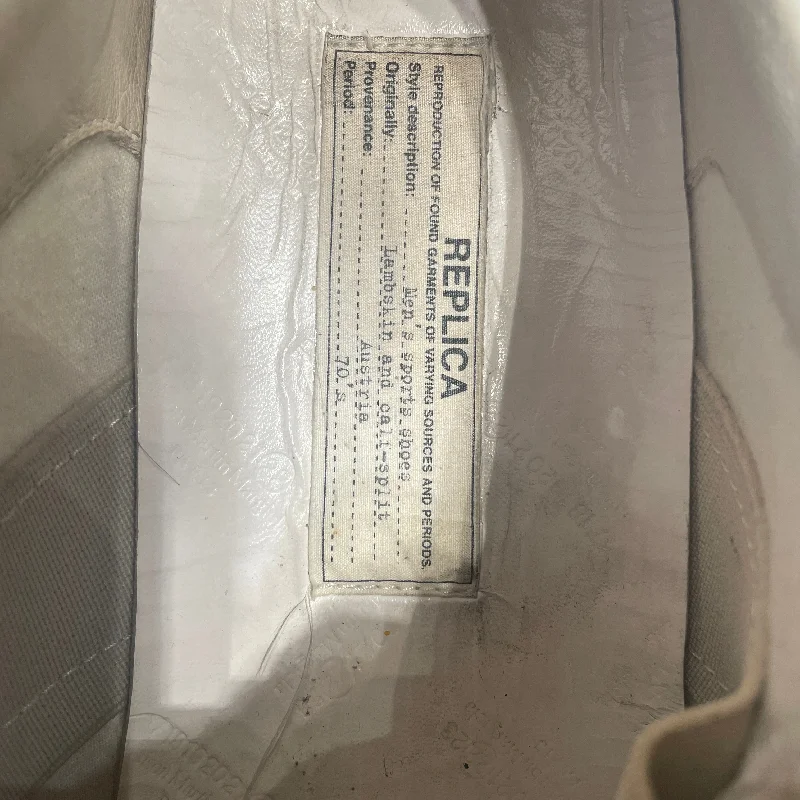 REPLICA
REPRODUCTION OF FOUND GARMENTS OF VARYING SOURCES AND PERIODS.
Style description: Men's sports shoes
Originally: Lambskin and calf-split
Provenance: Austria
Period: 70's